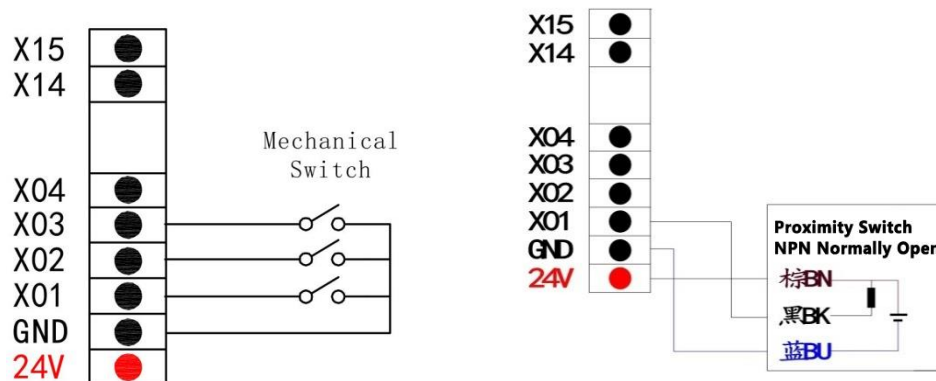 X15
X14
X04
X03
X02
X01
GND
24V
Mechanical
Switch
X15
X14
X04
X03
X02
X01
GND
24V
Proximity Switch
NPN Normally Open
棕BN
黑BK
蓝BU